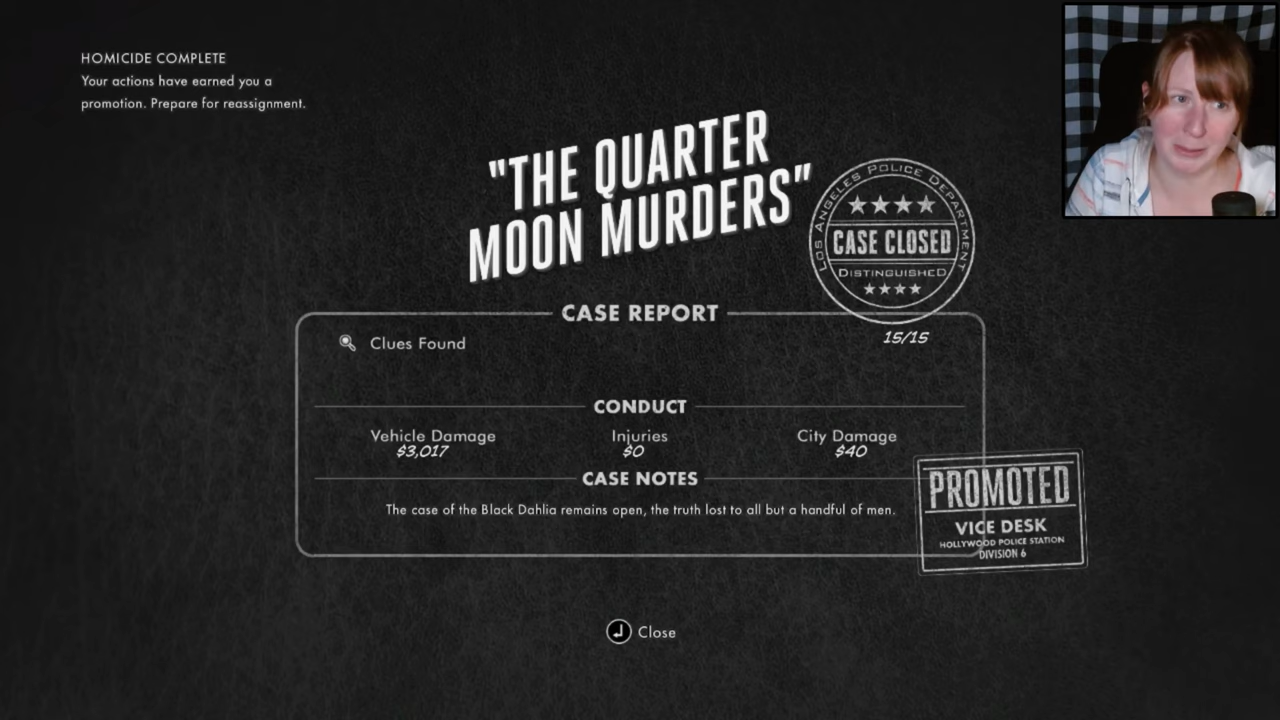 HOMICIDE COMPLETE
Your actions have earned you a
promotion. Prepare for reassignment.
"THE QUARTER
MOON MURDERS"
LOS ANGELES POLICE DEPARTMENT
CASE CLOSED
DISTINGUISHED
CASE REPORT
Clues Found 15/15
CONDUCT
Vehicle Damage Injuries City Damage
$3,017 $0 $40
CASE NOTES
The case of the Black Dahlia remains open, the truth lost to all but a handful of men.
PROMOTED
VICE DESK
HOLLYWOOD POLICE STATION
DIVISION 6
Close